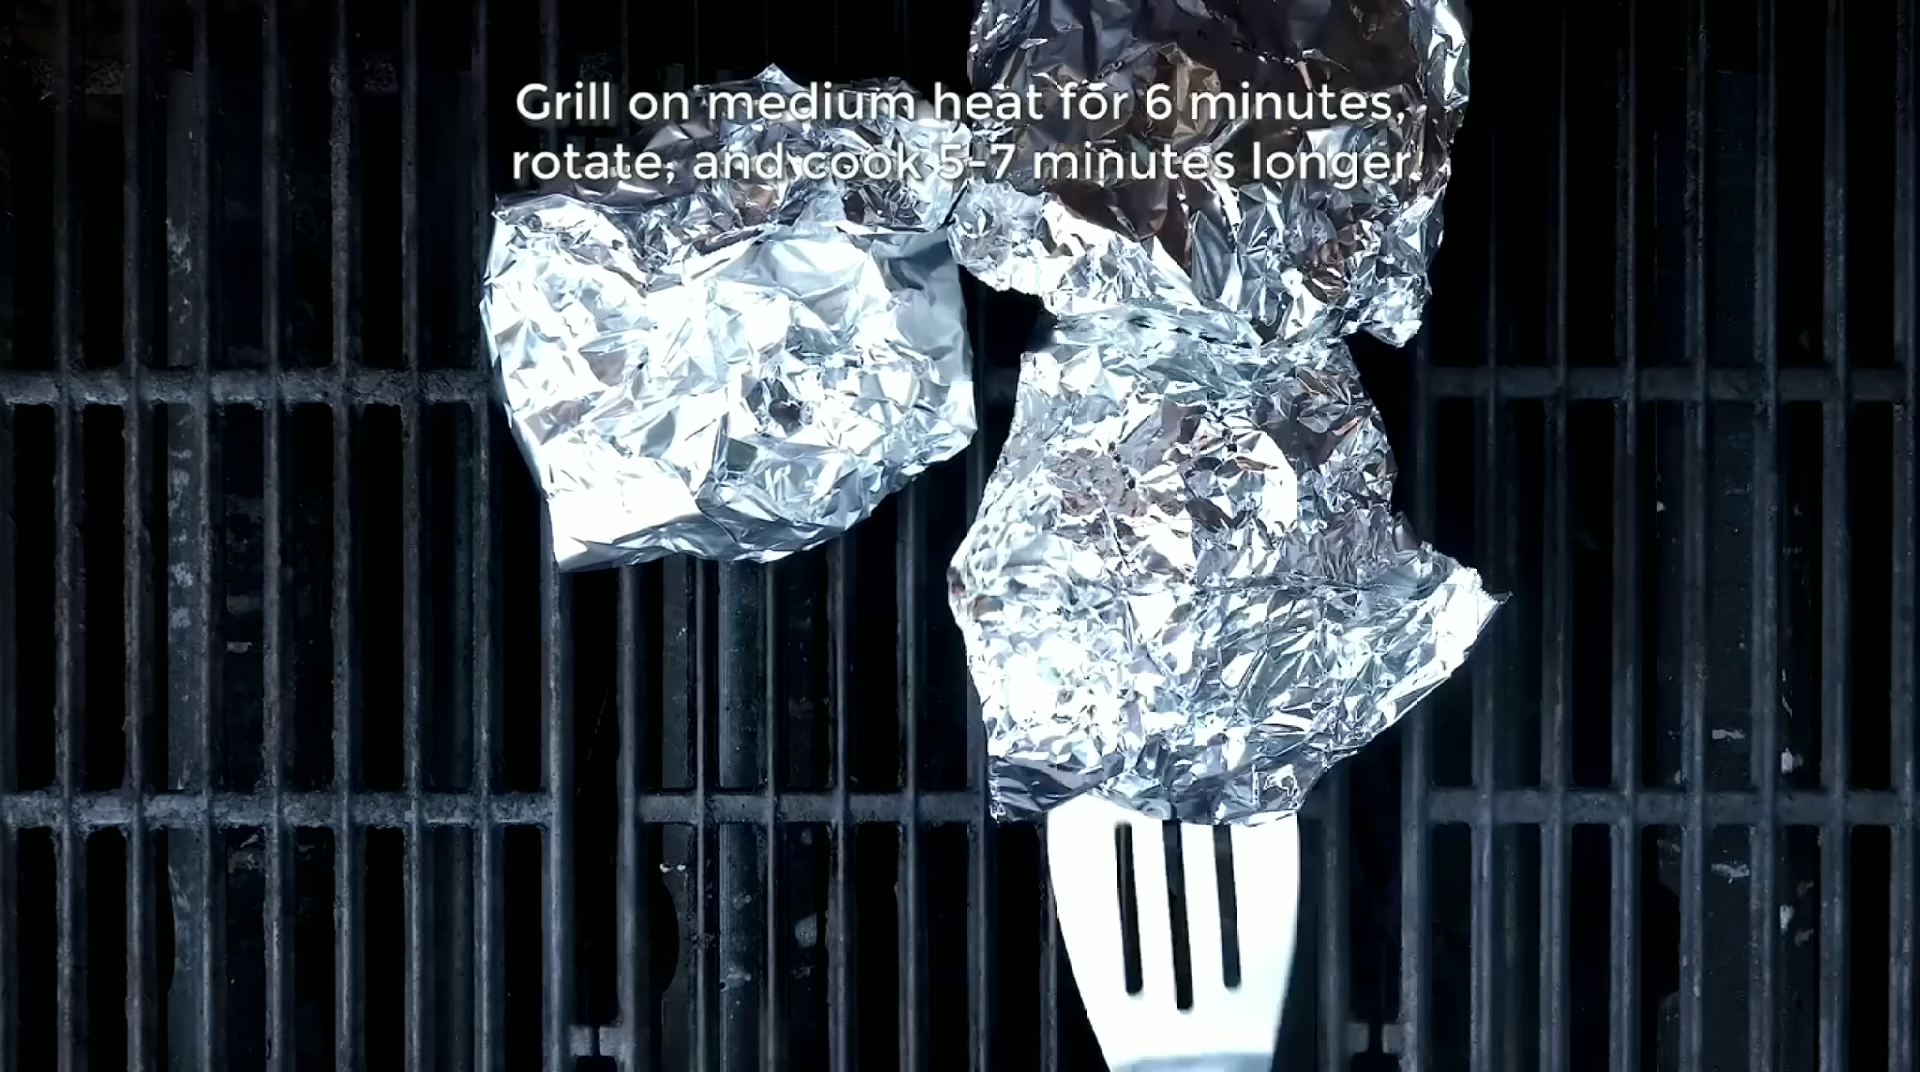 Grill on medium heat for 6 minutes,
rotate, and cook 5-7 minutes longer.